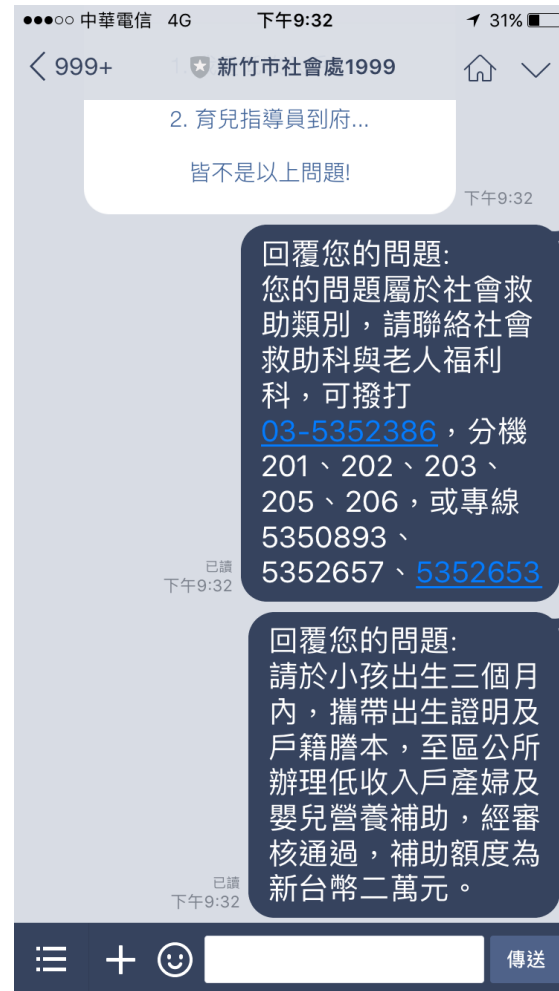 中華電信 4G 下午9:32 31%
999+ 新竹市社會處1999
2. 育兒指導員到府...
皆不是以上問題!
下午9:32
回覆您的問題:
您的問題屬於社會救
助類別，請聯絡社會
救助科與老人福利
科，可撥打
03-5352386，分機
201、202、203、
205、206，或專線
5350893、
5352657、5352653
已讀
下午9:32
回覆您的問題:
請於小孩出生三個月
內，攜帶出生證明及
戶籍謄本，至區公所
辦理低收入戶產婦及
嬰兒營養補助，經審
核通過，補助額度為
新台幣二萬元。
已讀
下午9:32
傳送